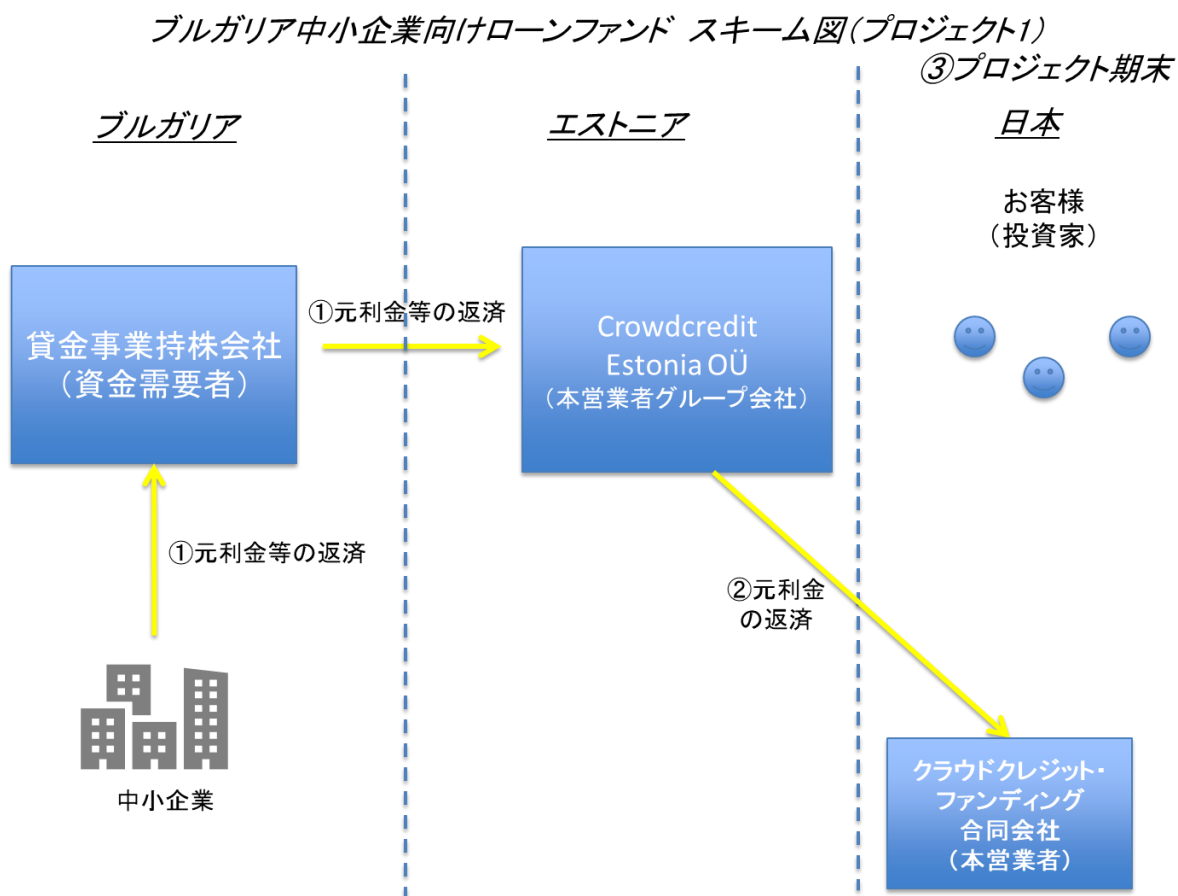 ブルガリア中小企業向けローンファンド スキーム図(プロジェクト1)
③プロジェクト期末
ブルガリア
エストニア
日本
お客様
(投資家)
貸金事業持株会社
(資金需要者)
①元利金等の返済
Crowdcredit
Estonia OÜ
(本営業者グループ会社)
①元利金等の返済
②元利金
の返済
中小企業
クラウドクレジット・
ファンディング
合同会社
(本営業者)